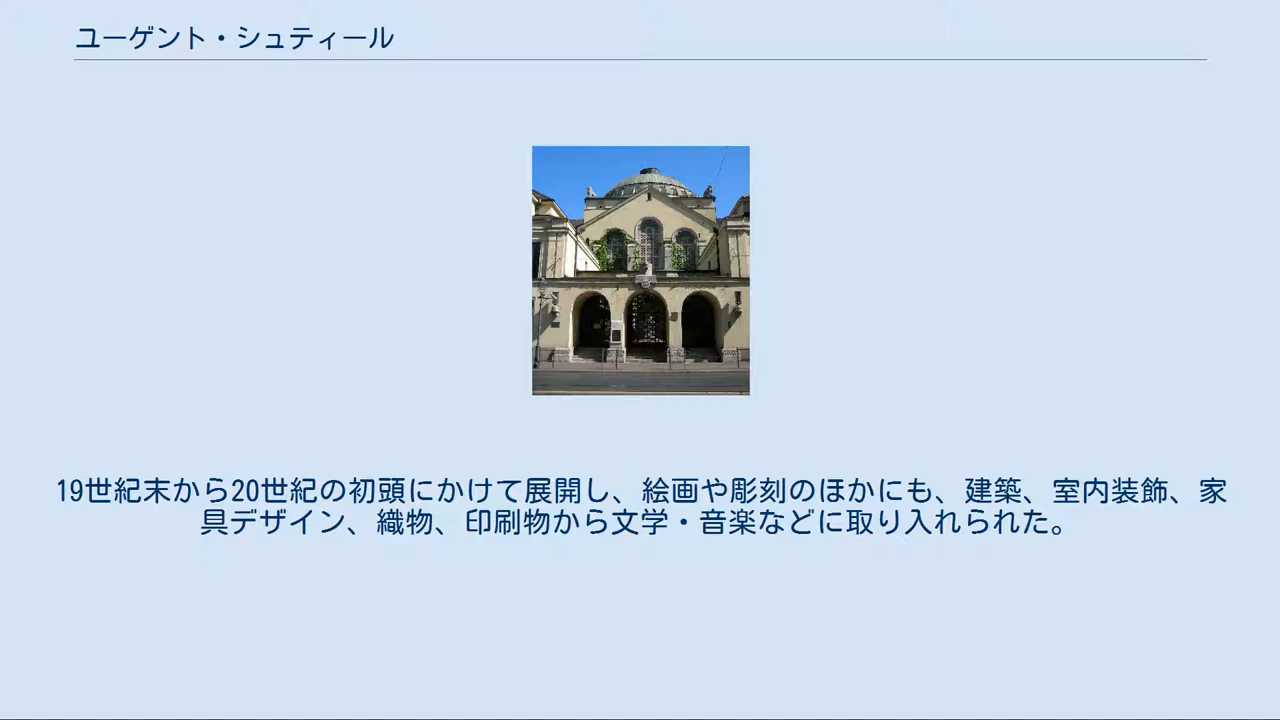 ユーゲント・シュティール
19世紀末から20世紀の初頭にかけて展開し、絵画や彫刻のほかにも、建築、室内装飾、家
具デザイン、織物、印刷物から文学・音楽などに取り入れられた。